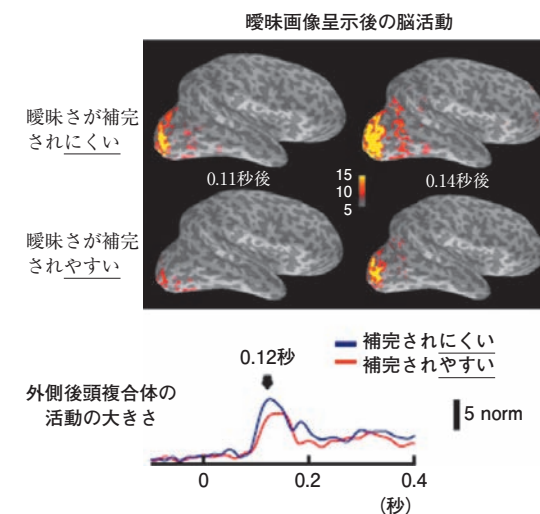 曖昧画像呈示後の脳活動
曖昧さが補完
されにくい
0.11秒後
15
10
5
0.14秒後
曖昧さが補完
されやすい
0.12秒
補完されにくい
補完されやすい
外側後頭複合体の
活動の大きさ
5 norm
0
0.2
0.4
(秒)